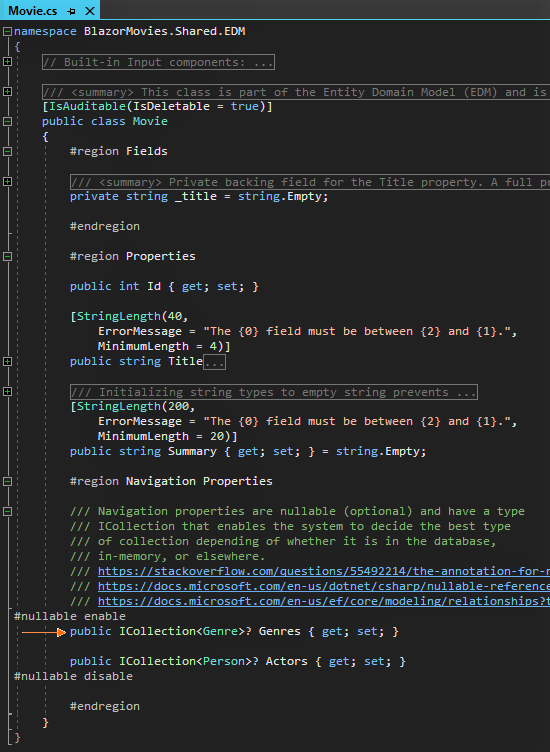 Movie.cs
namespace BlazorMovies.Shared.EDM
{
// Built-in Input components: ...
/// <summary> This class is part of the Entity Domain Model (EDM) and is
[IsAuditable(IsDeletable = true)]
public class Movie
{
#region Fields
/// <summary> Private backing field for the Title property. A full
private string _title = string.Empty;
#endregion
#region Properties
public int Id { get; set; }
[StringLength(40,
ErrorMessage = "The {0} field must be between {2} and {1}.",
MinimumLength = 4)]
public string Title...
/// Initializing string types to empty string prevents ...
[StringLength(200,
ErrorMessage = "The {0} field must be between {2} and {1}.",
MinimumLength = 20)]
public string Summary { get; set; } = string.Empty;
#region Navigation Properties
/// Navigation properties are nullable (optional) and have a type
/// ICollection that enables the system to decide the best type
/// of collection depending of whether it is in the database,
/// in-memory, or elsewhere.
/// https://stackoverflow.com/questions/55492214/the-annotation-for-
/// https://docs.microsoft.com/en-us/dotnet/csharp/nullable-reference
/// https://docs.microsoft.com/en-us/ef/core/modeling/relationships?
#nullable enable
public ICollection<Genre>? Genres { get; set; }
public ICollection<Person>? Actors { get; set; }
#nullable disable
#endregion
}
}